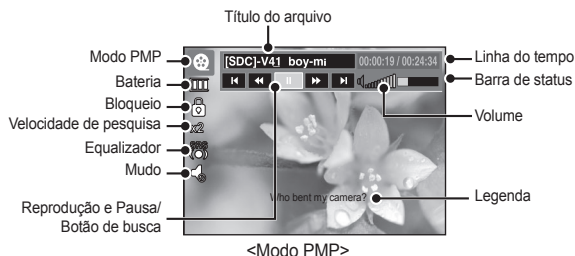 Título do arquivo
Modo PMP
[SDC]-V41 boy-mi 00:00:19 / 00:24:34
Linha do tempo
Bateria
Barra de status
Bloqueio
Velocidade de pesquisa
x2
Volume
Equalizador
Mudo
Who bent my camera?
Legenda
Reprodução e Pausa/
Botão de busca
<Modo PMP>